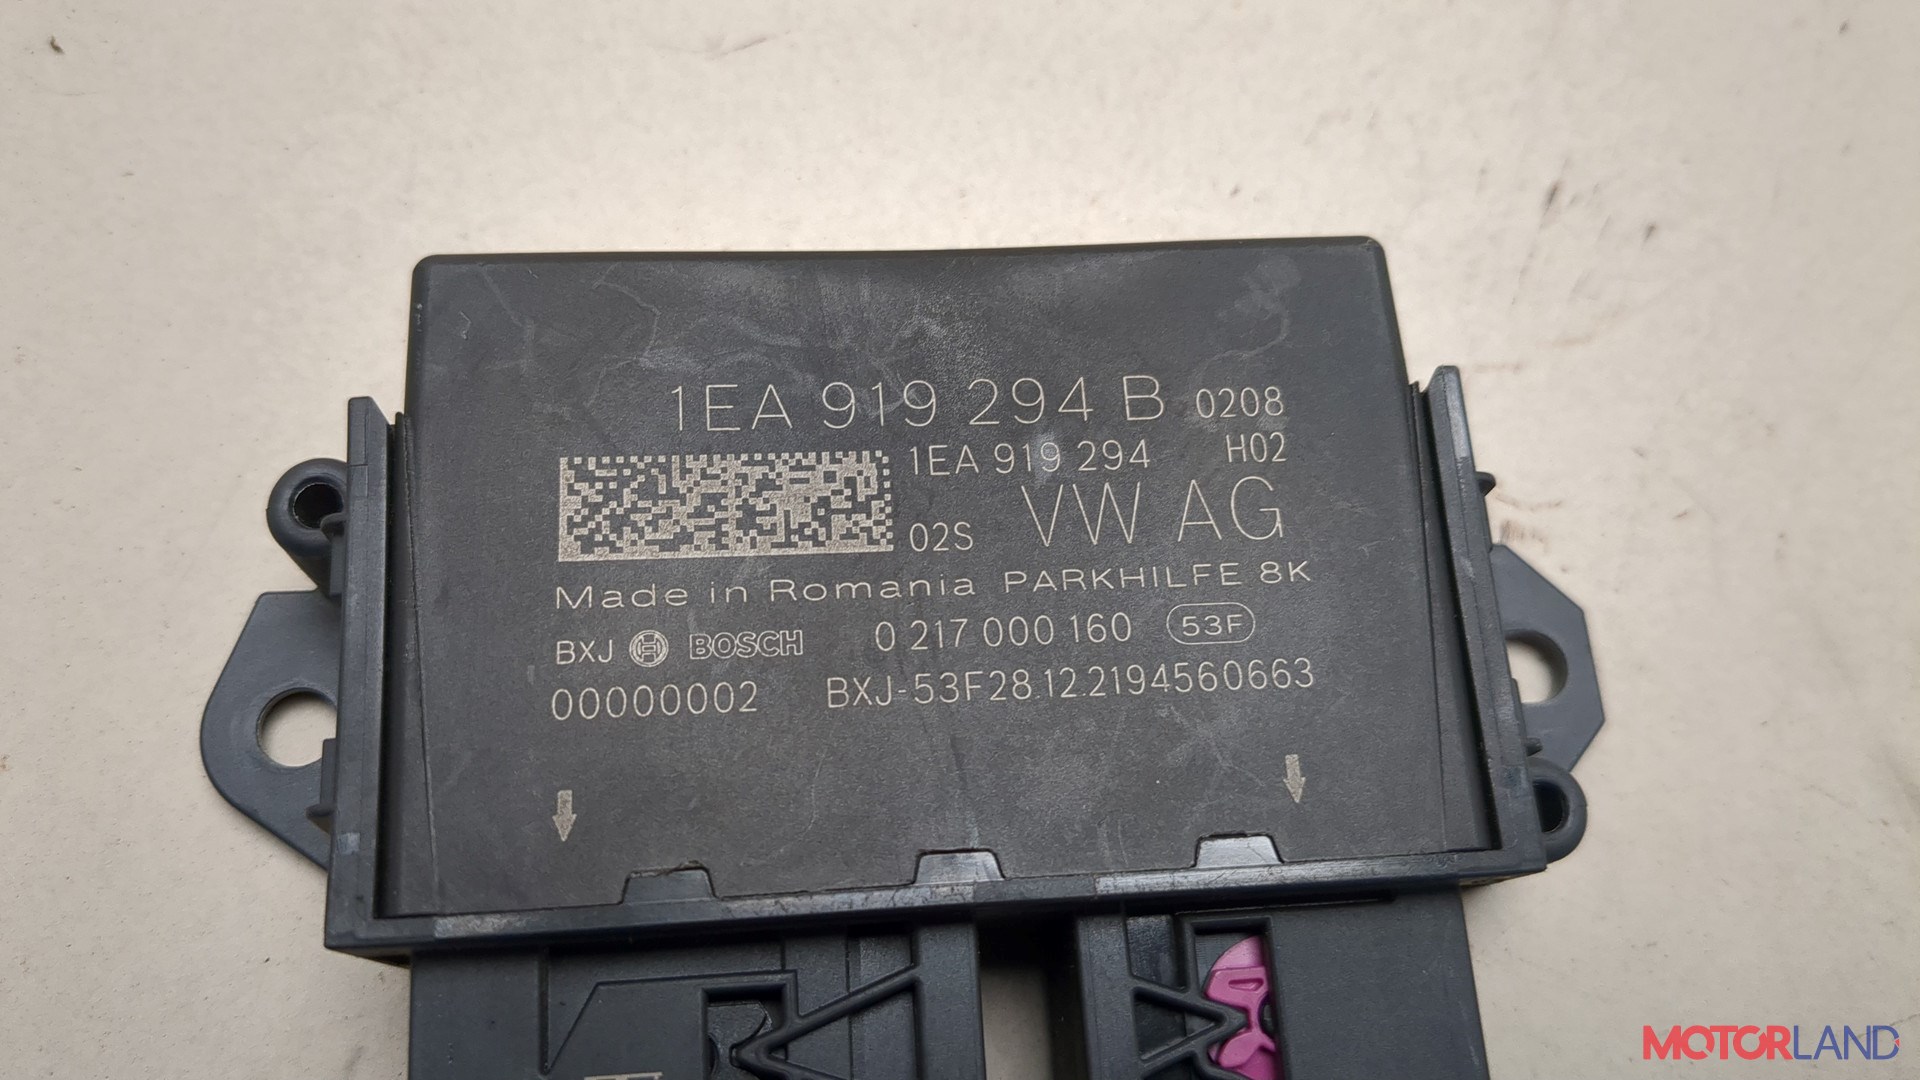 1EA 919 294 B 0208
1EA 919 294 H02
02S VW AG
Made in Romania PARKHILFE 8K
BXJ BOSCH 0 217 000 160 53F
00000002 BXJ-53F28.12.2194560663
MOTORLAND